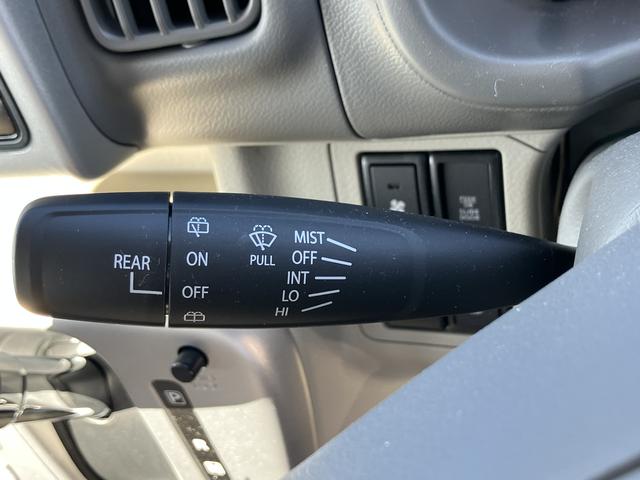 REAR
ON
OFF
PULL
MIST
OFF
INT
LO
HI
P